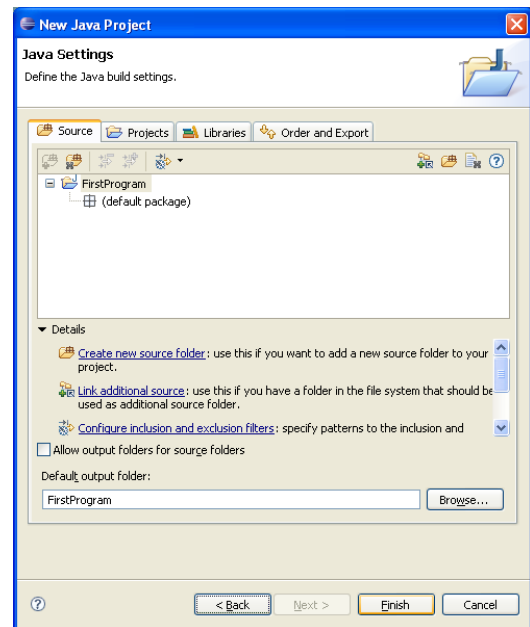 New Java Project
Java Settings
Define the Java build settings.
Source Projects Libraries Order and Export
FirstProgram
(default package)
Details
Create new source folder: use this if you want to add a new source folder to your
project.
Link additional source: use this if you have a folder in the file system that should be
used as additional source folder.
Configure inclusion and exclusion filters: specify patterns to the inclusion and
Allow output folders for source folders
Default output folder:
FirstProgram Browse...
< Back Next > Finish Cancel